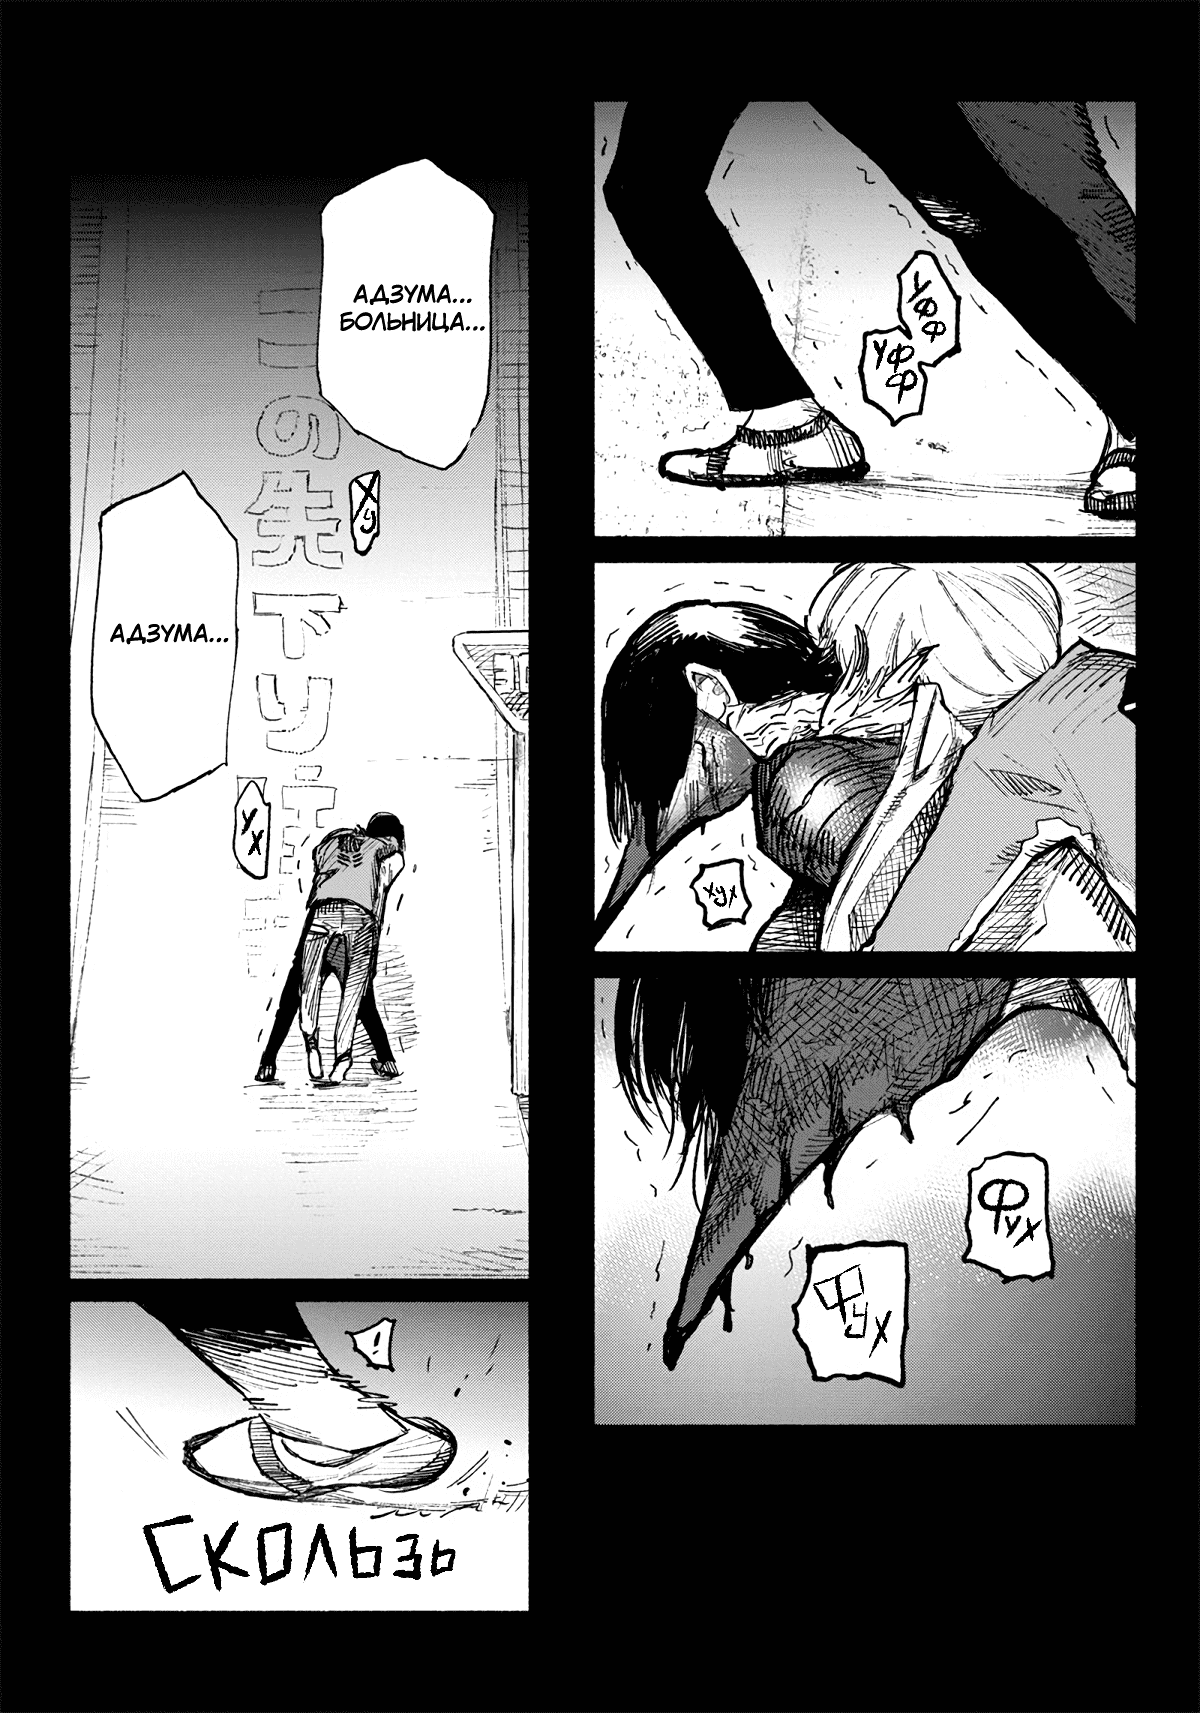 УФФ
УФФ
ХУХ
ФУХ
ФУХ
АДЗУМА...
БОЛЬНИЦА...
ХУ
АДЗУМА...
УХ
この先下り
!
СКОЛЬЗЬ